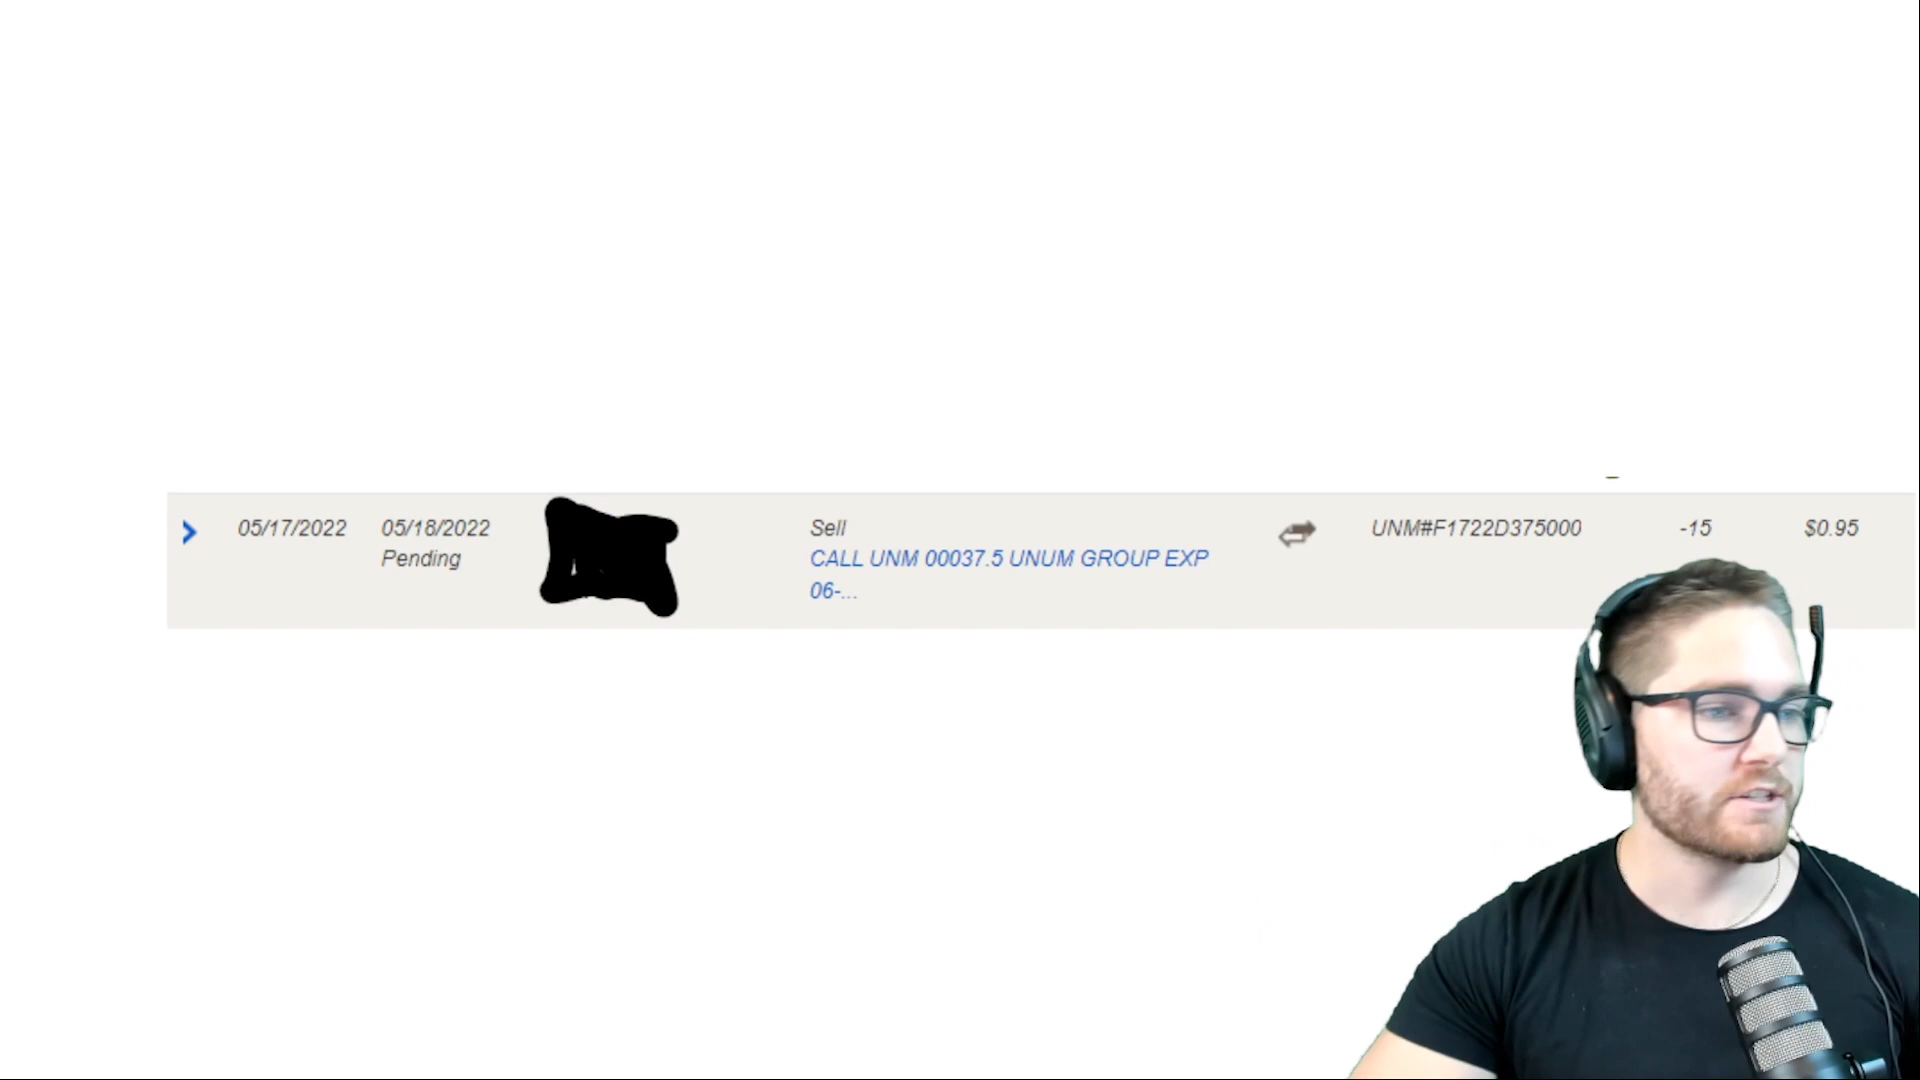 05/17/2022 05/18/2022 Sell UNM#F1722D375000 -15 $0.95
Pending CALL UNM 00037.5 UNUM GROUP EXP
06-...